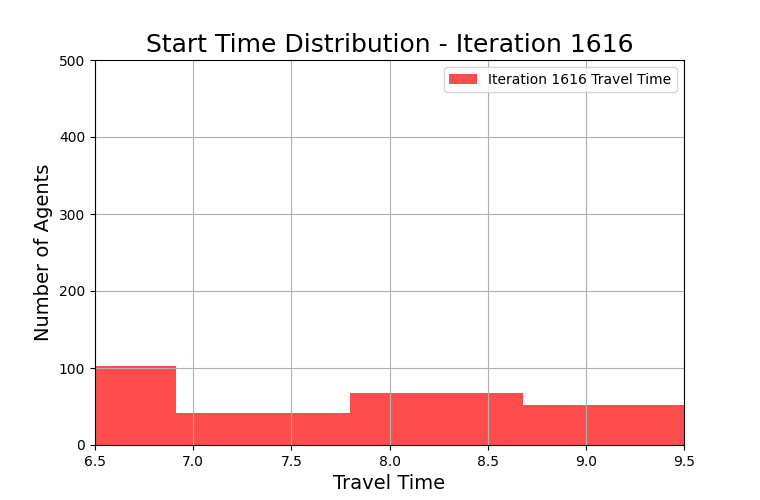 Start Time Distribution - Iteration 1616
Iteration 1616 Travel Time
Number of Agents
500
400
300
200
100
0
6.5 7.0 7.5 8.0 8.5 9.0 9.5
Travel Time